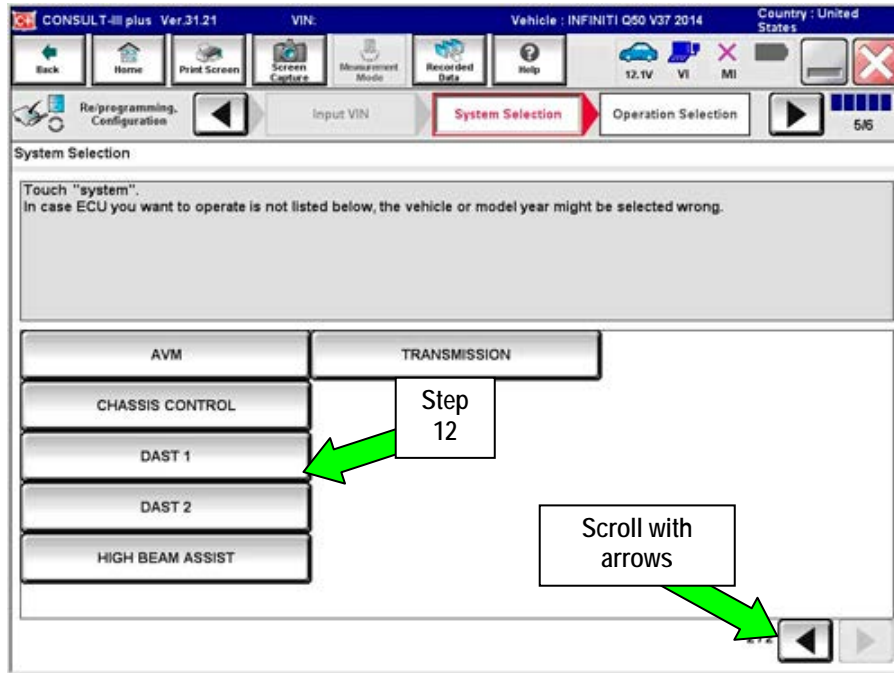 CONSULT-III plus Ver.31.21 VIN: Vehicle : INFINITI Q50 V37 2014 Country : United States
Back
Home
Print Screen
Screen Capture
Measurement Mode
Recorded Data
Help
12.1V
VI
MI
Re/programming, Configuration
Input VIN
System Selection
Operation Selection
5/6
System Selection
Touch "system".
In case ECU you want to operate is not listed below, the vehicle or model year might be selected wrong.
AVM
TRANSMISSION
CHASSIS CONTROL
Step
12
DAST 1
DAST 2
HIGH BEAM ASSIST
Scroll with
arrows